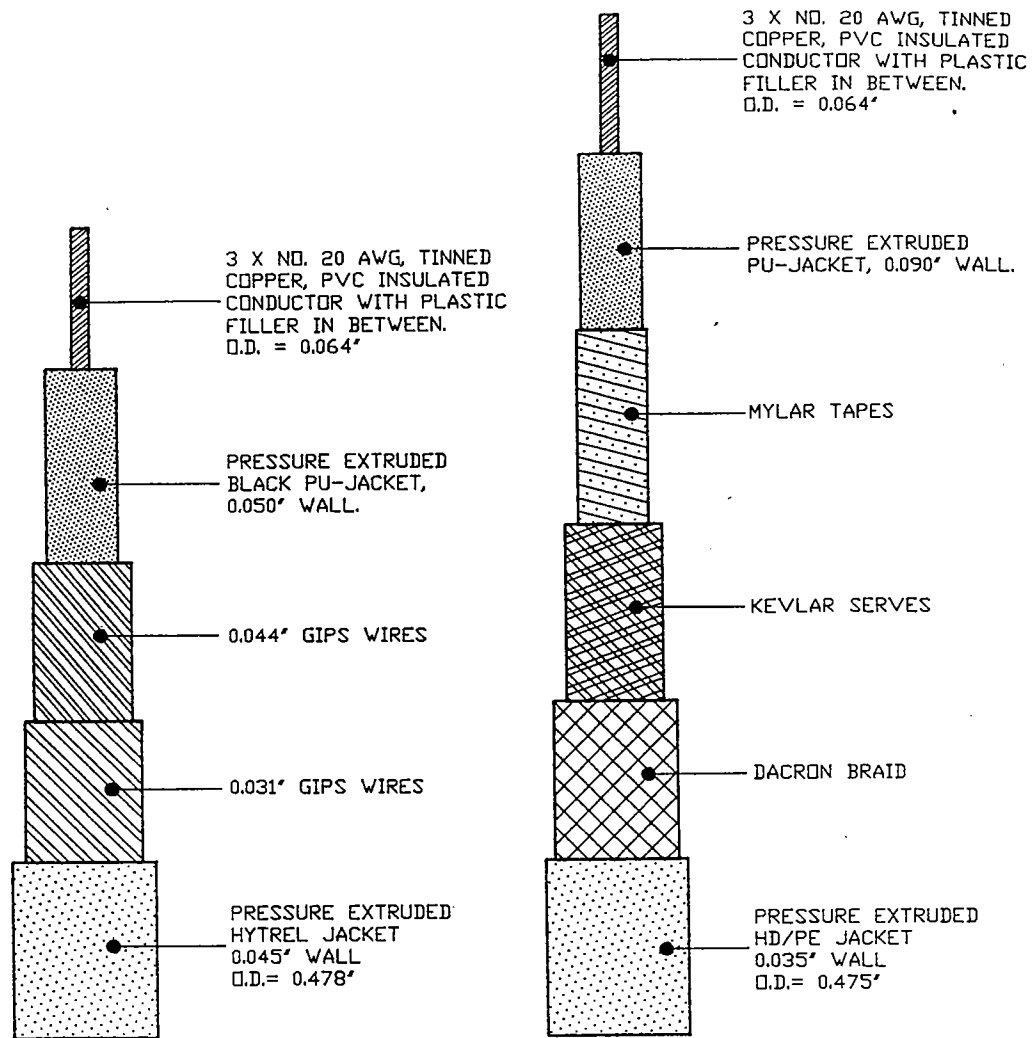 3 X NO. 20 AWG, TINNED
COPPER, PVC INSULATED
CONDUCTOR WITH PLASTIC
FILLER IN BETWEEN.
O.D. = 0.064"
PRESSURE EXTRUDED
BLACK PU-JACKET,
0.050" WALL.
0.044" GIPS WIRES
0.031" GIPS WIRES
PRESSURE EXTRUDED
HYTREL JACKET
0.045" WALL
O.D.= 0.478"
3 X NO. 20 AWG, TINNED
COPPER, PVC INSULATED
CONDUCTOR WITH PLASTIC
FILLER IN BETWEEN.
O.D. = 0.064"
PRESSURE EXTRUDED
PU-JACKET, 0.090" WALL.
MYLAR TAPES
KEVLAR SERVES
DACRON BRAID
PRESSURE EXTRUDED
HD/PE JACKET
0.035" WALL
O.D.= 0.475"